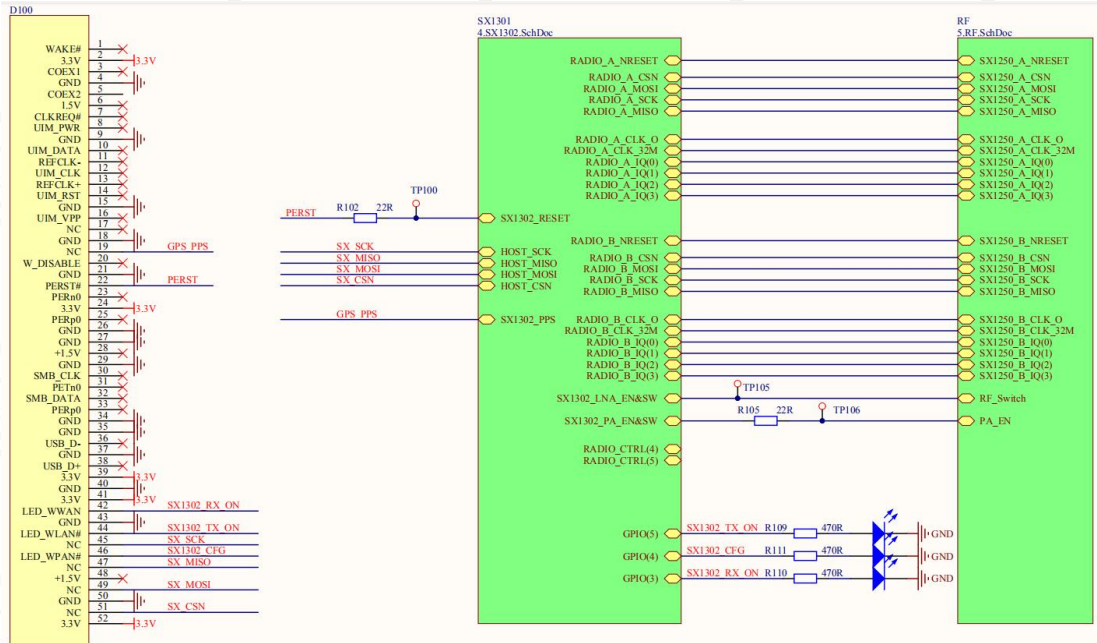 D100
WAKE# 1
3.3V 2 3.3V
COEX1 3
GND 4
COEX2 5
1.5V 6
CLKREQ# 7
UIM_PWR 8
GND 9
UIM_DATA 10
REFCLK- 11
UIM_CLK 12
REFCLK+ 13
UIM_RST 14
GND 15
UIM_VPP 16
NC 17
GND 18
NC 19 GPS_PPS
W_DISABLE 20
GND 21
PERST# 22 PERST
PERn0 23
3.3V 24 3.3V
PERp0 25
GND 26
GND 27
+1.5V 28
GND 29
SMB_CLK 30
PETn0 31
SMB_DATA 32
PERp0 33
GND 34
GND 35
USB_D- 36
GND 37
USB_D+ 38
3.3V 39 3.3V
GND 40
3.3V 41 3.3V
LED_WWAN 42 SX1302_RX_ON
GND 43
LED_WLAN# 44 SX1302_TX_ON
NC 45 SX_SCK
LED_WPAN# 46 SX1302_CFG
NC 47 SX_MISO
+1.5V 48
NC 49 SX_MOSI
GND 50
NC 51 SX_CSN
3.3V 52 3.3V
SX1301
4.SX1302.SchDoc
PERST R102 22R TP100 SX1302_RESET
SX_SCK HOST_SCK
SX_MISO HOST_MISO
SX_MOSI HOST_MOSI
SX_CSN HOST_CSN
GPS_PPS SX1302_PPS
RF
5.RF.SchDoc
RADIO_A_NRESET SX1250_A_NRESET
RADIO_A_CSN SX1250_A_CSN
RADIO_A_MOSI SX1250_A_MOSI
RADIO_A_SCK SX1250_A_SCK
RADIO_A_MISO SX1250_A_MISO
RADIO_A_CLK_O SX1250_A_CLK_O
RADIO_A_CLK_32M SX1250_A_CLK_32M
RADIO_A_IQ(0) SX1250_A_IQ(0)
RADIO_A_IQ(1) SX1250_A_IQ(1)
RADIO_A_IQ(2) SX1250_A_IQ(2)
RADIO_A_IQ(3) SX1250_A_IQ(3)
RADIO_B_NRESET SX1250_B_NRESET
RADIO_B_CSN SX1250_B_CSN
RADIO_B_MOSI SX1250_B_MOSI
RADIO_B_SCK SX1250_B_SCK
RADIO_B_MISO SX1250_B_MISO
RADIO_B_CLK_O SX1250_B_CLK_O
RADIO_B_CLK_32M SX1250_B_CLK_32M
RADIO_B_IQ(0) SX1250_B_IQ(0)
RADIO_B_IQ(1) SX1250_B_IQ(1)
RADIO_B_IQ(2) SX1250_B_IQ(2)
RADIO_B_IQ(3) SX1250_B_IQ(3)
SX1302_LNA_EN&SW TP105 RF_Switch
SX1302_PA_EN&SW R105 22R TP106 PA_EN
RADIO_CTRL(4)
RADIO_CTRL(5)
GPIO(5) SX1302_TX_ON R109 470R GND
GPIO(4) SX1302_CFG R111 470R
GPIO(3) SX1302_RX_ON R110 470R GND